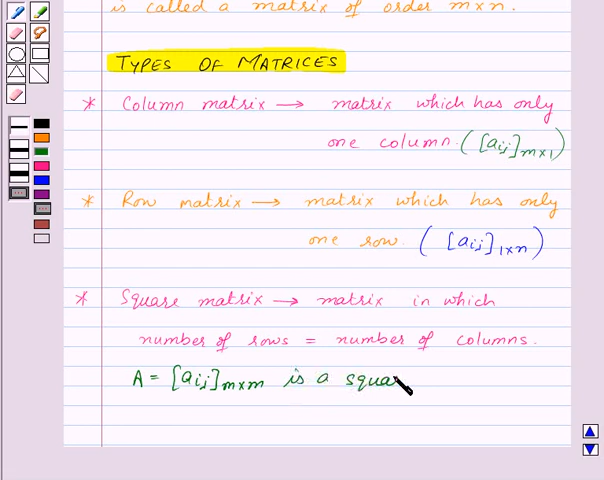 is called a matrix of order m×n.
TYPES OF MATRICES
* Column matrix → matrix which has only
one column. ([aij]m×1)
* Row matrix → matrix which has only
one row. ([aij]1×n)
* Square matrix → matrix in which
number of rows = number of columns.
A = [aij]m×m is a squa